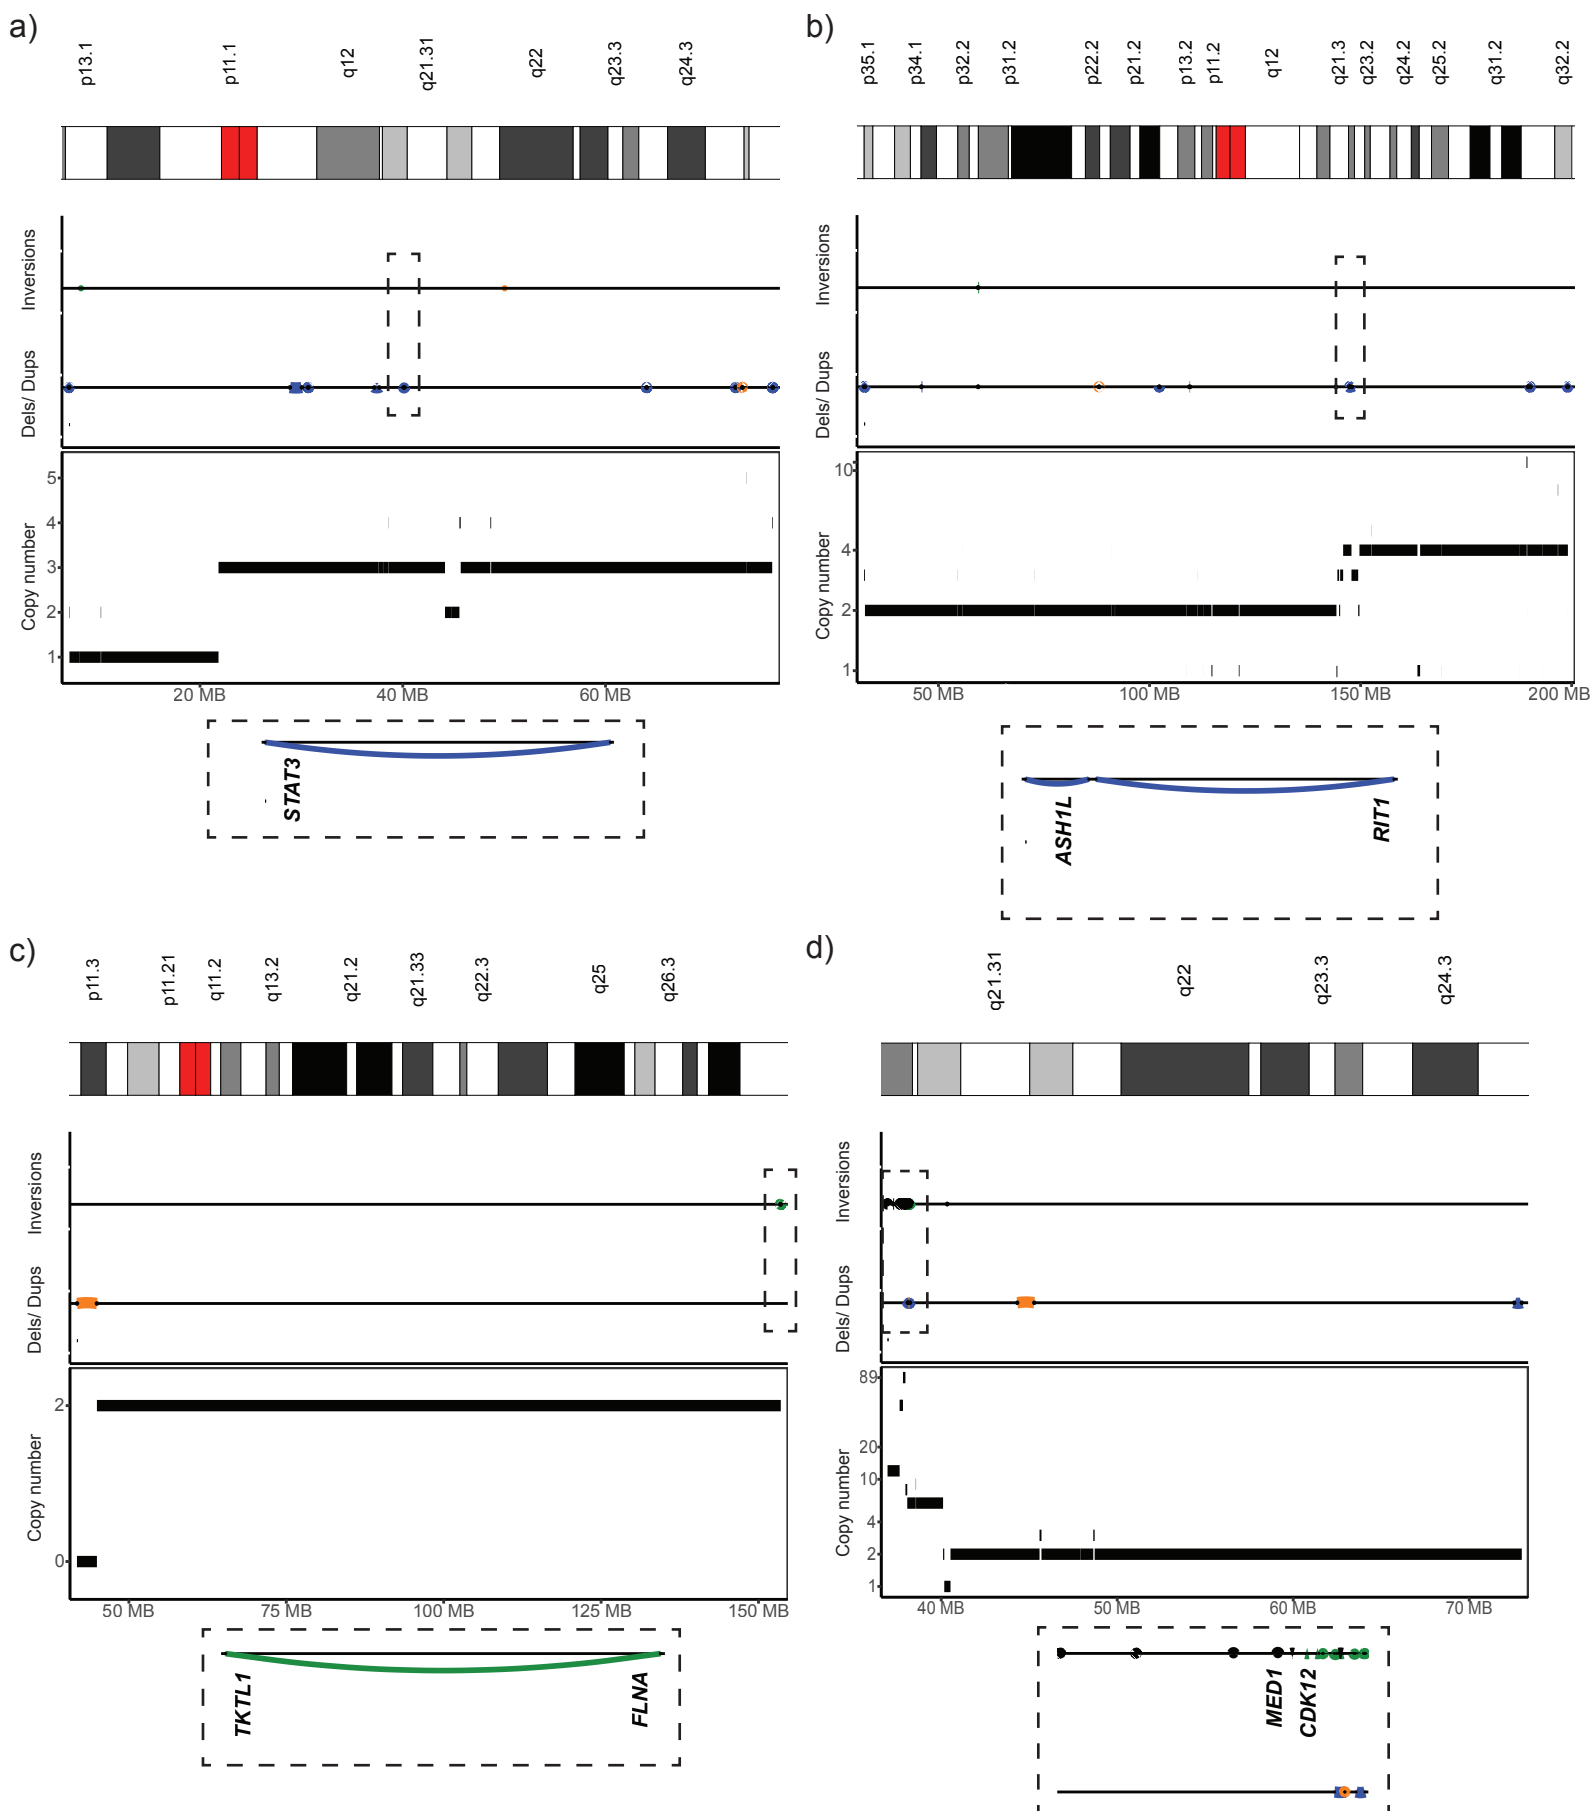 a)
p13.1 p11.1 q12 q21.31 q22 q23.3 q24.3
Inversions
Dels/ Dups
Copy number
5
4
3
2
1
20 MB 40 MB 60 MB
STAT3
b)
p35.1 p34.1 p32.2 p31.2 p22.2 p21.2 p13.2 p11.2 q12 q21.3 q23.2 q24.2 q25.2 q31.2 q32.2
Inversions
Dels/ Dups
Copy number
10
4
2
1
50 MB 100 MB 150 MB 200 MB
ASH1L RIT1
c)
p11.3 p11.21 q11.2 q13.2 q21.2 q21.33 q22.3 q25 q26.3
Inversions
Dels/ Dups
Copy number
2
0
50 MB 75 MB 100 MB 125 MB 150 MB
TKTL1 FLNA
d)
q21.31 q22 q23.3 q24.3
Inversions
Dels/ Dups
Copy number
89
20
10
4
2
1
40 MB 50 MB 60 MB 70 MB
MED1 CDK12